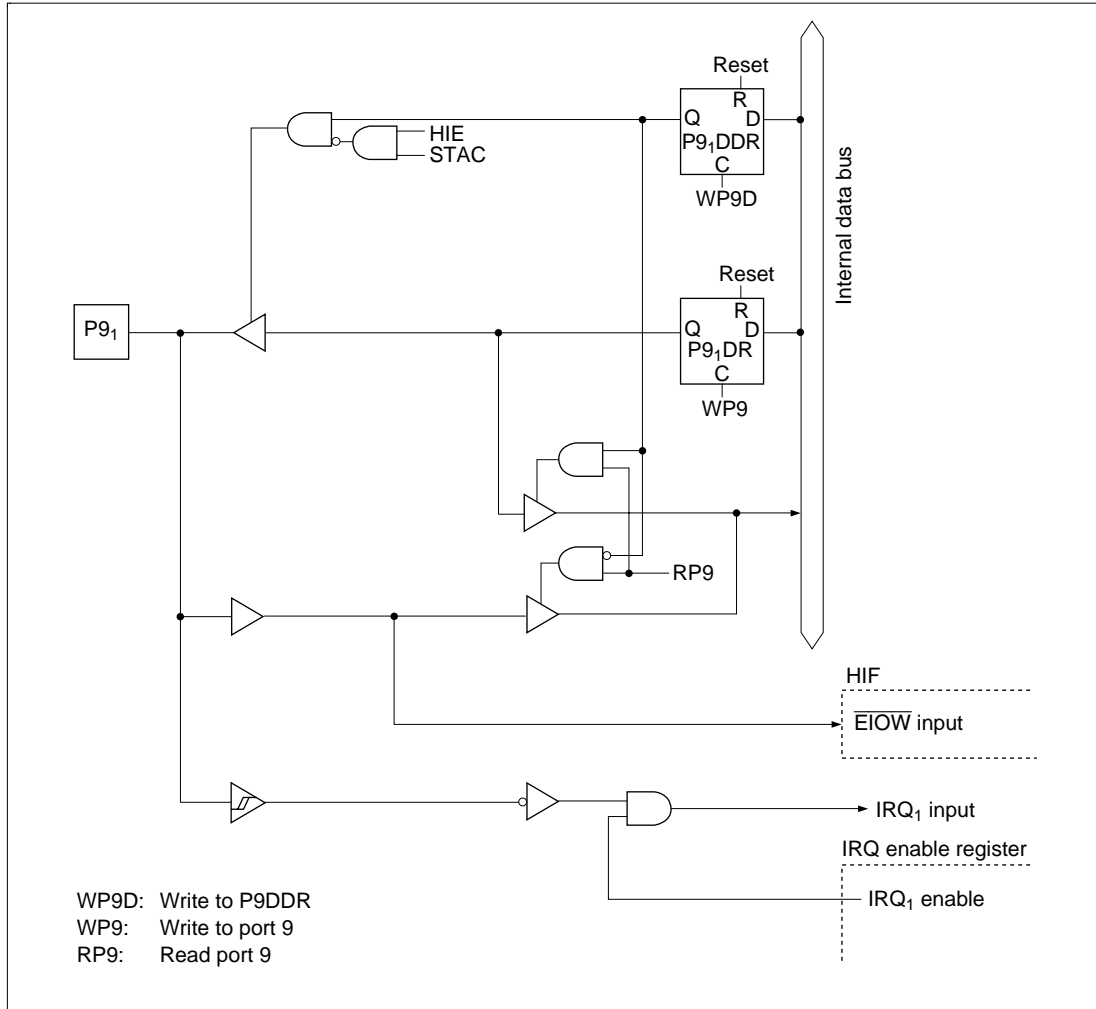 Reset
R
Q D
P9₁DDR
C
WP9D
HIE
STAC
Internal data bus
Reset
R
Q D
P9₁DR
C
WP9
P9₁
RP9
HIF
E̅I̅O̅W̅ input
IRQ₁ input
IRQ enable register
IRQ₁ enable
WP9D: Write to P9DDR
WP9: Write to port 9
RP9: Read port 9